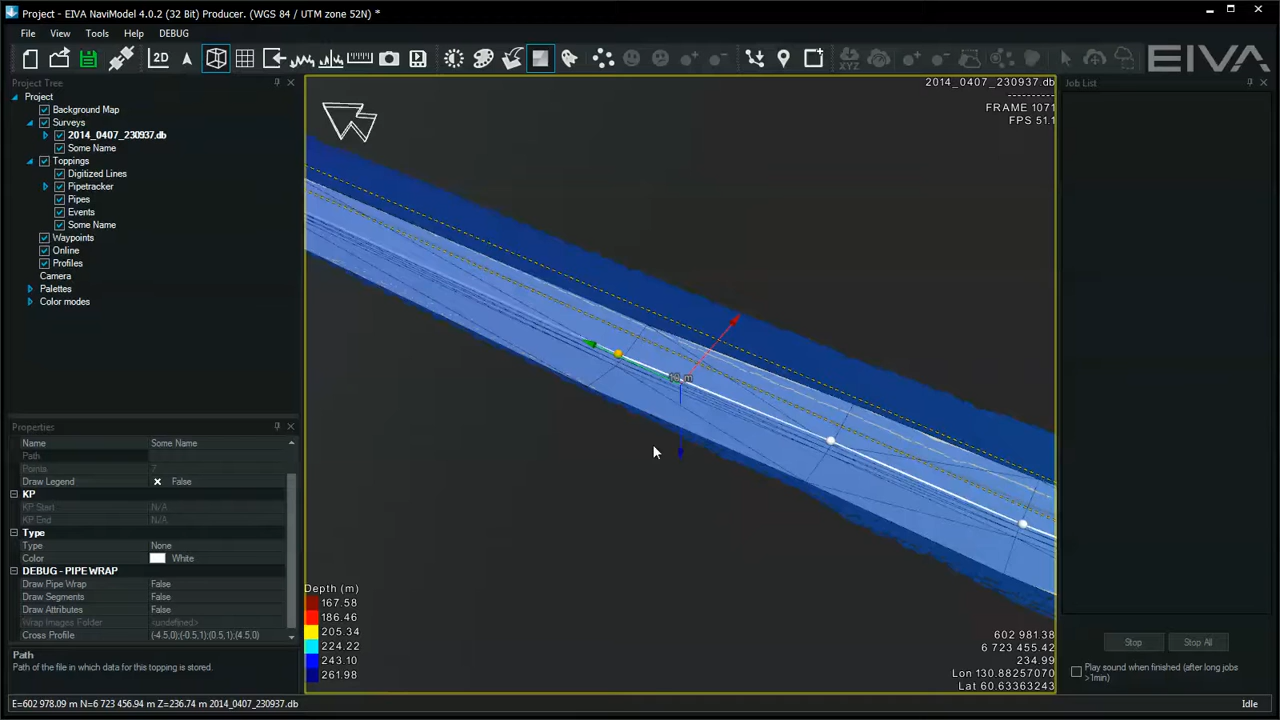 Project - EIVA NaviModel 4.0.2 (32 Bit) Producer. (WGS 84 / UTM zone 52N) *
File View Tools Help DEBUG
2D
XYZ
EIVA
Project Tree
Project
Background Map
Surveys
2014_0407_230937.db
Some Name
Toppings
Digitized Lines
Pipetracker
Pipes
Events
Some Name
Waypoints
Online
Profiles
Camera
Palettes
Color modes
Properties
Name Some Name
Path
Points 7
Draw Legend False
KP
KP Start N/A
KP End N/A
Type
Type None
Color White
DEBUG - PIPE WRAP
Draw Pipe Wrap False
Draw Segments False
Draw Attributes False
Wrap Images Folder <undefined>
Cross Profile (-4.5,0);(-0.5,1);(0.5,1);(4.5,0)
Path
Path of the file in which data for this topping is stored.
2014_0407_230937.db
----------
FRAME 1071
FPS 51.1
Depth (m)
167.58
186.46
205.34
224.22
243.10
261.98
602 981.38
6 723 455.42
234.99
Lon 130.88257070
Lat 60.63363243
Job List
Stop Stop All
Play sound when finished (after long jobs
>1min)
E=602 978.09 m N=6 723 456.94 m Z=236.74 m 2014_0407_230937.db
Idle